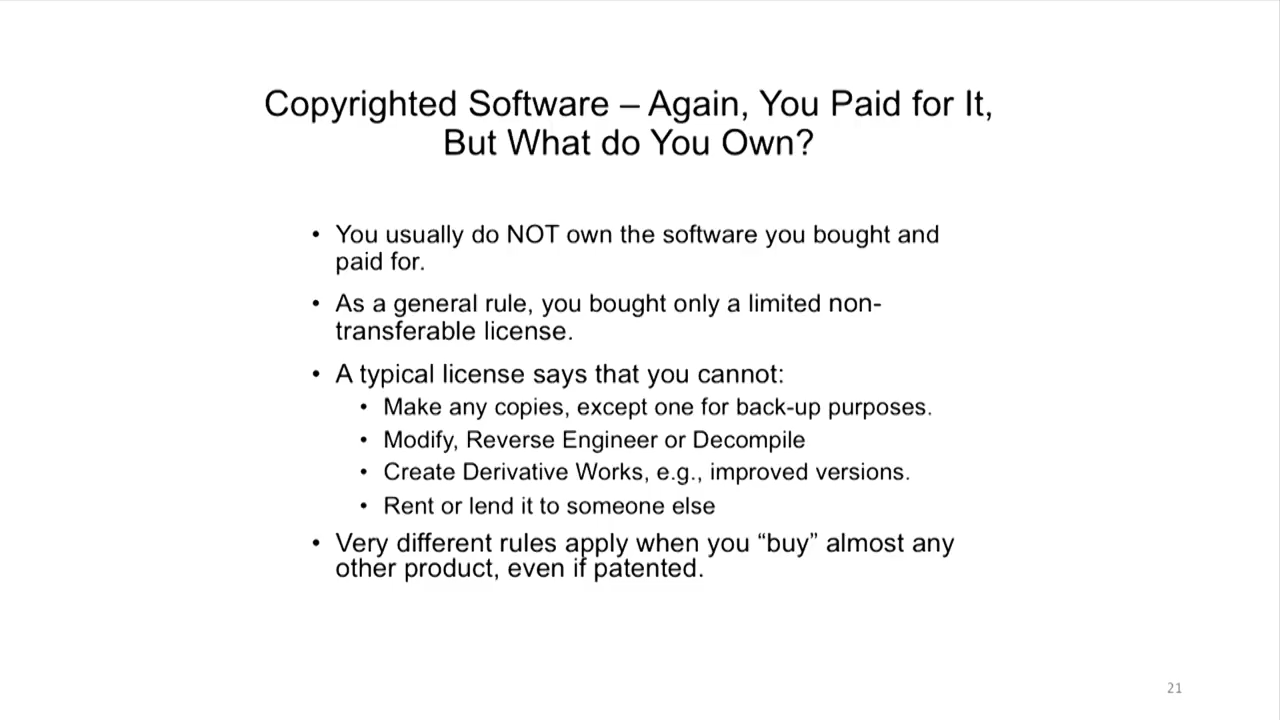 Copyrighted Software – Again, You Paid for It,
But What do You Own?
• You usually do NOT own the software you bought and
paid for.
• As a general rule, you bought only a limited non-
transferable license.
• A typical license says that you cannot:
• Make any copies, except one for back-up purposes.
• Modify, Reverse Engineer or Decompile
• Create Derivative Works, e.g., improved versions.
• Rent or lend it to someone else
• Very different rules apply when you “buy” almost any
other product, even if patented.
21